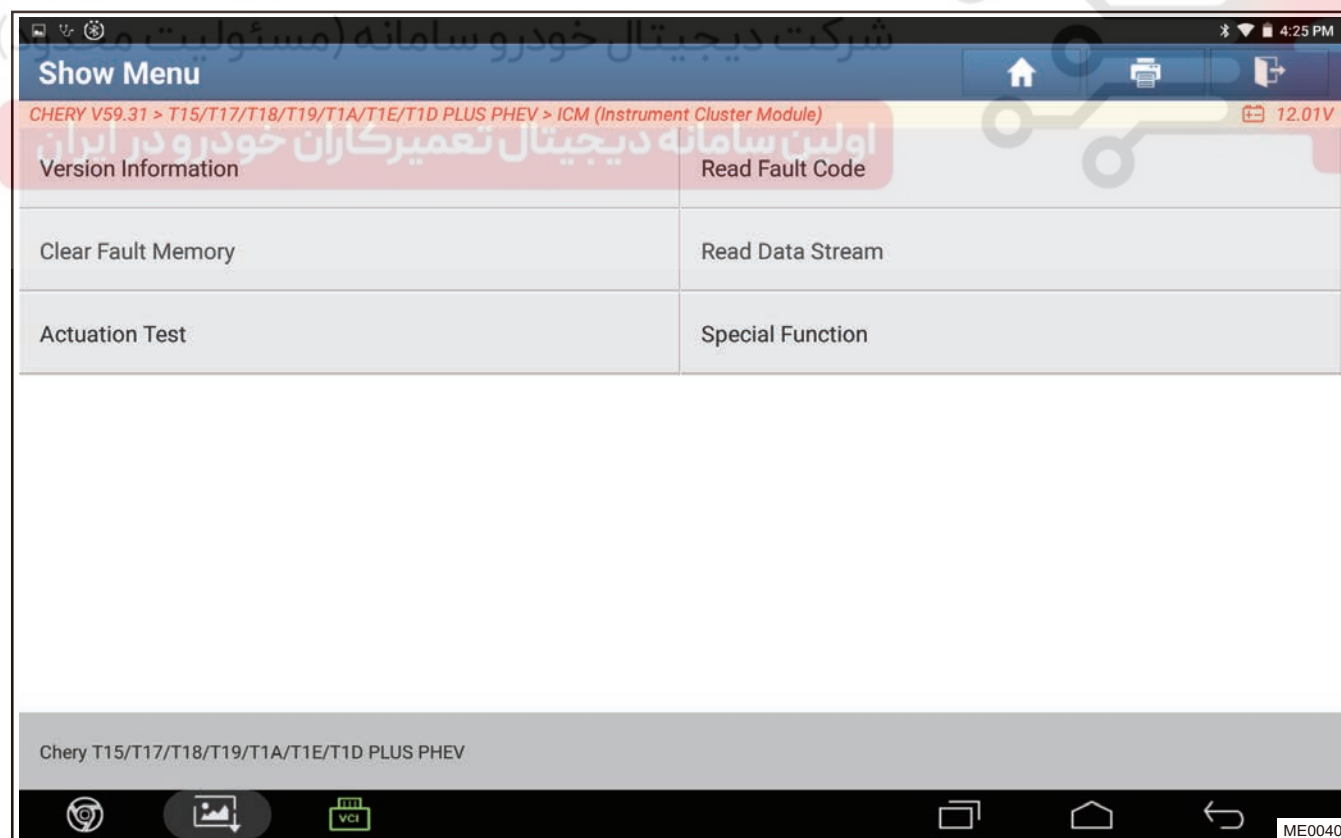 شرکت دیجیتال خودرو سامانه (مسئولیت محدود)
4:25 PM
Show Menu
CHERY V59.31 > T15/T17/T18/T19/T1A/T1E/T1D PLUS PHEV > ICM (Instrument Cluster Module)
12.01V
اولین سامانه دیجیتال تعمیرکاران خودرو در ایران
Version Information
Read Fault Code
Clear Fault Memory
Read Data Stream
Actuation Test
Special Function
Chery T15/T17/T18/T19/T1A/T1E/T1D PLUS PHEV
VCI
ME0040